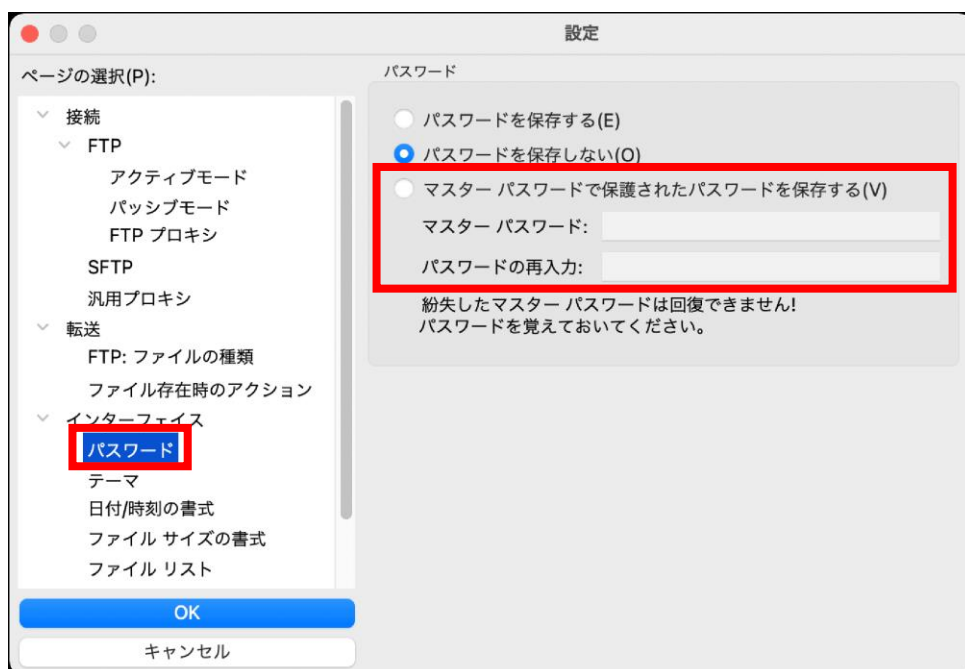 設定
ページの選択(P):
接続
FTP
アクティブモード
パッシブモード
FTP プロキシ
SFTP
汎用プロキシ
転送
FTP: ファイルの種類
ファイル存在時のアクション
インターフェイス
パスワード
テーマ
日付/時刻の書式
ファイル サイズの書式
ファイル リスト
OK
キャンセル
パスワード
パスワードを保存する(E)
パスワードを保存しない(O)
マスター パスワードで保護されたパスワードを保存する(V)
マスター パスワード:
パスワードの再入力:
紛失したマスター パスワードは回復できません!
パスワードを覚えておいてください。